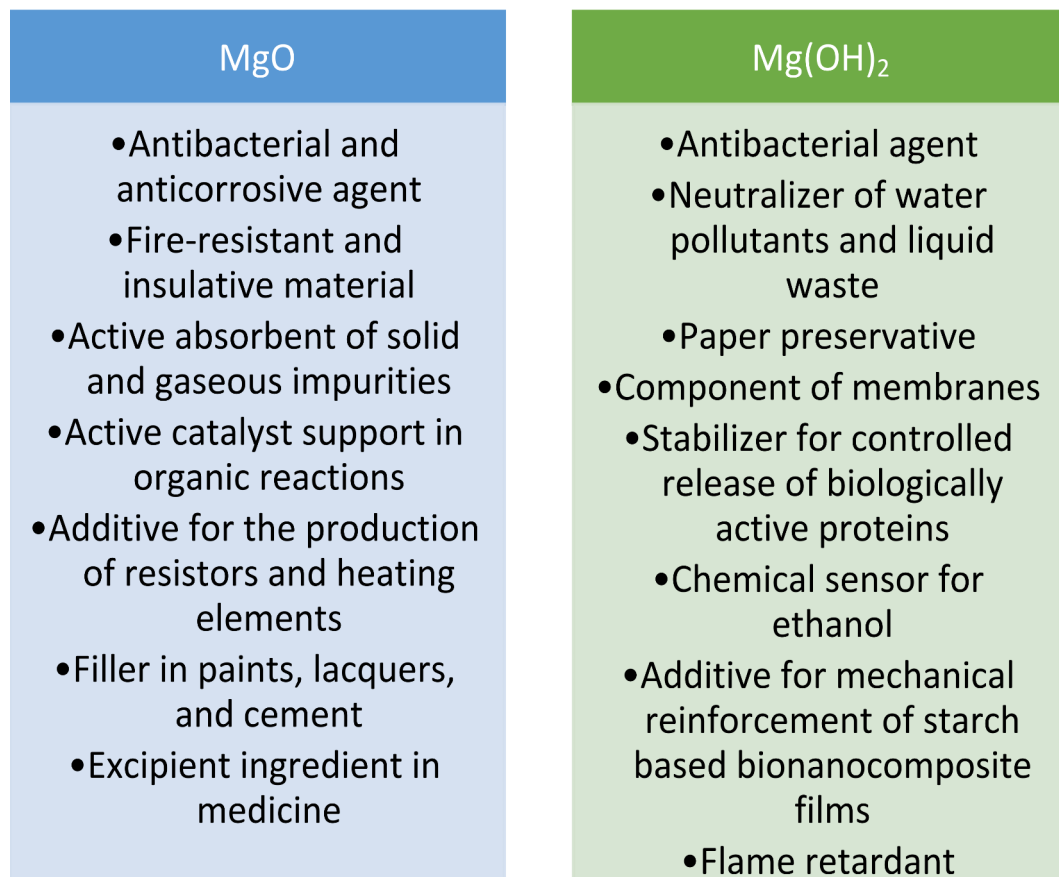 MgO
•Antibacterial and
anticorrosive agent
•Fire-resistant and
insulative material
•Active absorbent of solid
and gaseous impurities
•Active catalyst support in
organic reactions
•Additive for the production
of resistors and heating
elements
•Filler in paints, lacquers,
and cement
•Excipient ingredient in
medicine
Mg(OH)₂
•Antibacterial agent
•Neutralizer of water
pollutants and liquid
waste
•Paper preservative
•Component of membranes
•Stabilizer for controlled
release of biologically
active proteins
•Chemical sensor for
ethanol
•Additive for mechanical
reinforcement of starch
based bionanocomposite
films
•Flame retardant